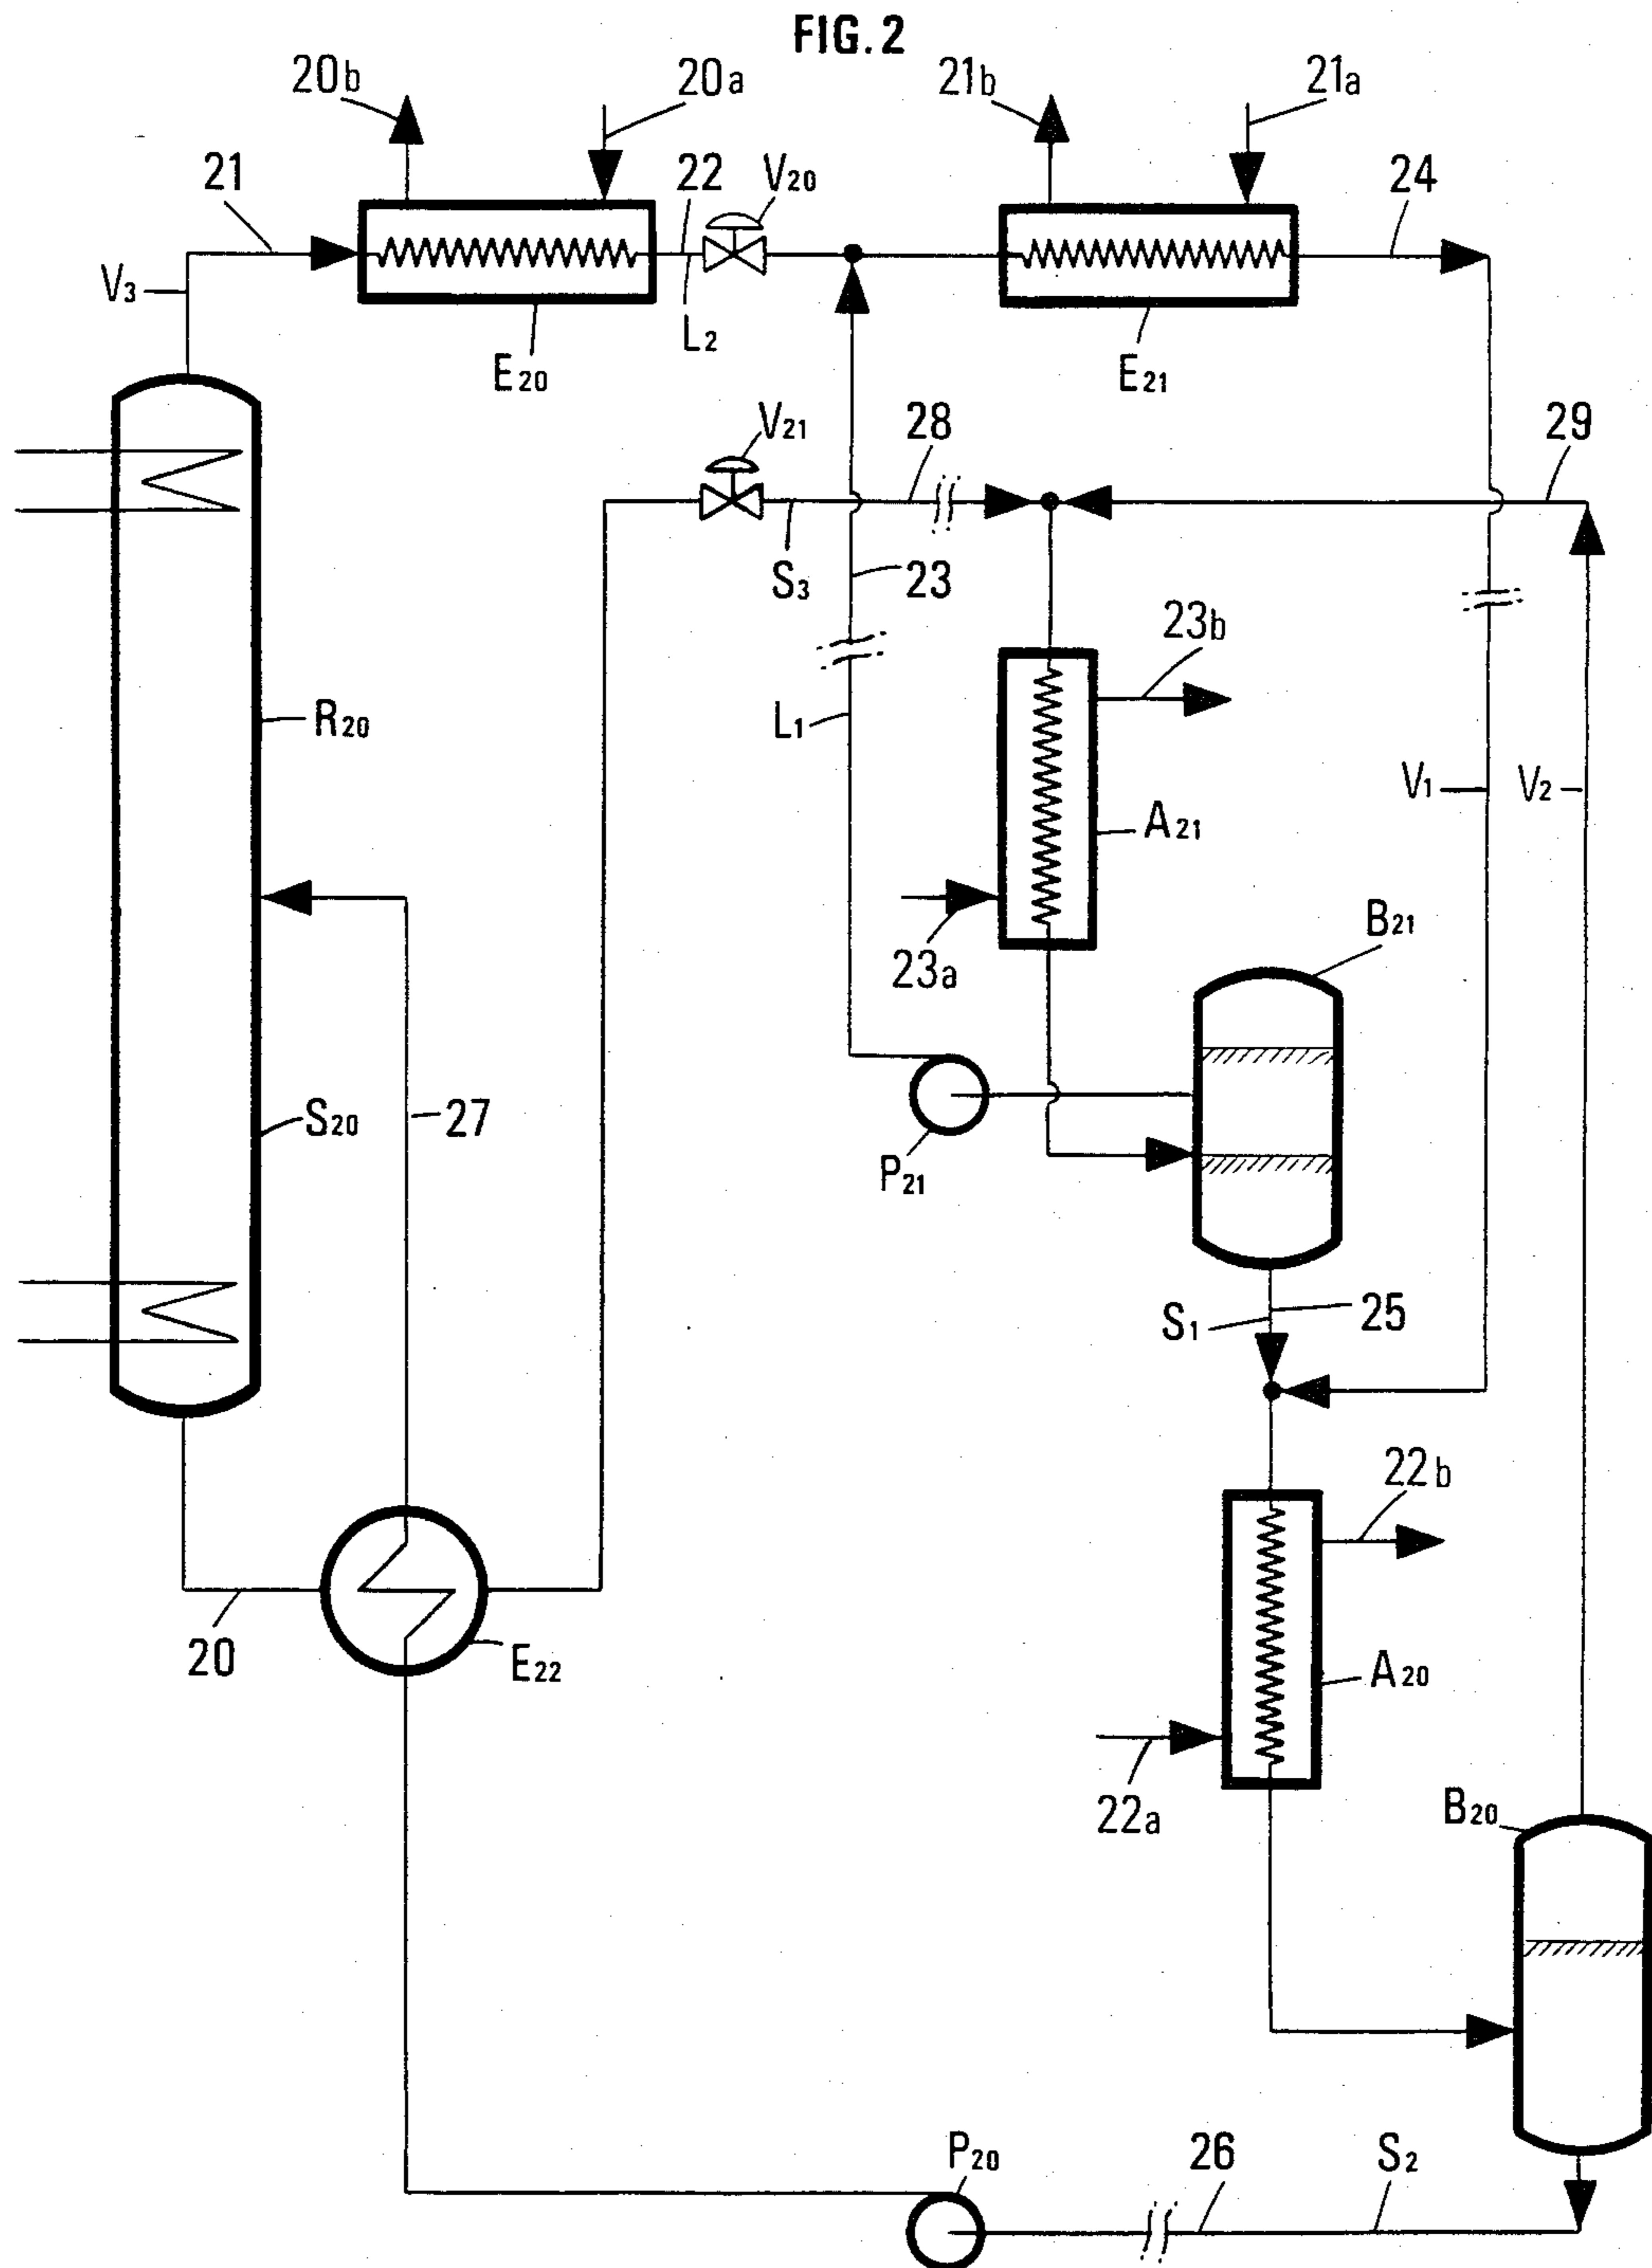 FIG. 2
20b
20a
21b
21a
21
22
V20
24
V3
L2
E20
E21
V21
28
29
S3
23
23b
R20
L1
V1
V2
A21
B21
23a
S20
27
P21
S1
25
22b
20
E22
A20
22a
B20
P20
26
S2